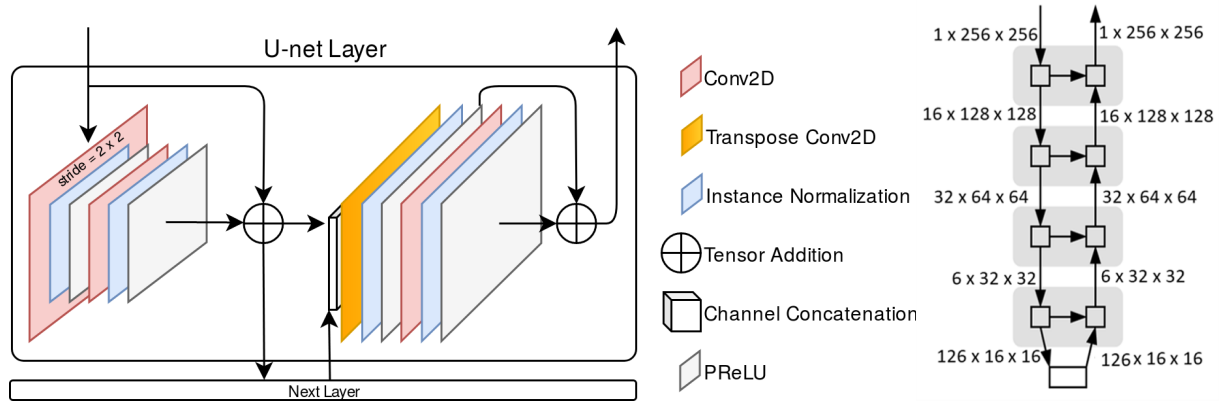 U-net Layer
stride = 2 x 2
Next Layer
Conv2D
Transpose Conv2D
Instance Normalization
Tensor Addition
Channel Concatenation
PReLU
1 x 256 x 256
1 x 256 x 256
16 x 128 x 128
16 x 128 x 128
32 x 64 x 64
32 x 64 x 64
6 x 32 x 32
6 x 32 x 32
126 x 16 x 16
126 x 16 x 16